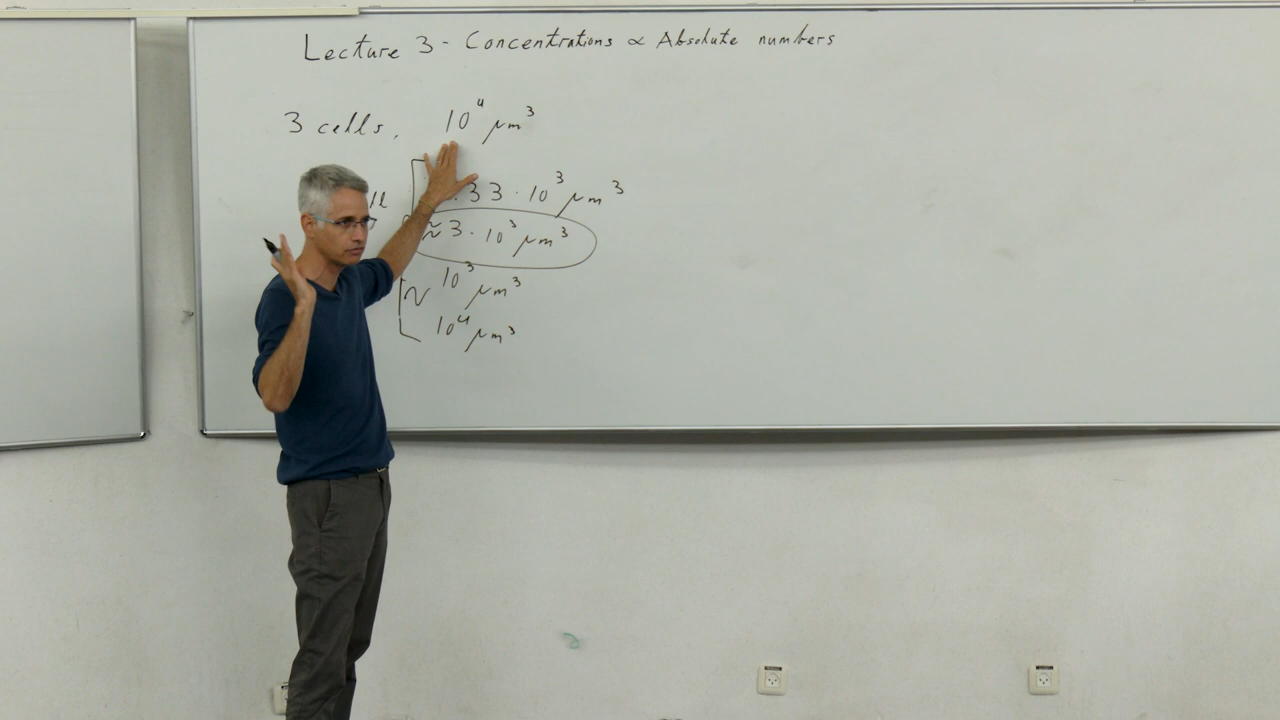 Lecture 3 - Concentrations ∝ Absolute numbers
3 cells, 10⁴ μm³
.33 · 10³ μm³
≈ 3 · 10³ μm³
~ 10³ μm³
10⁴ μm³